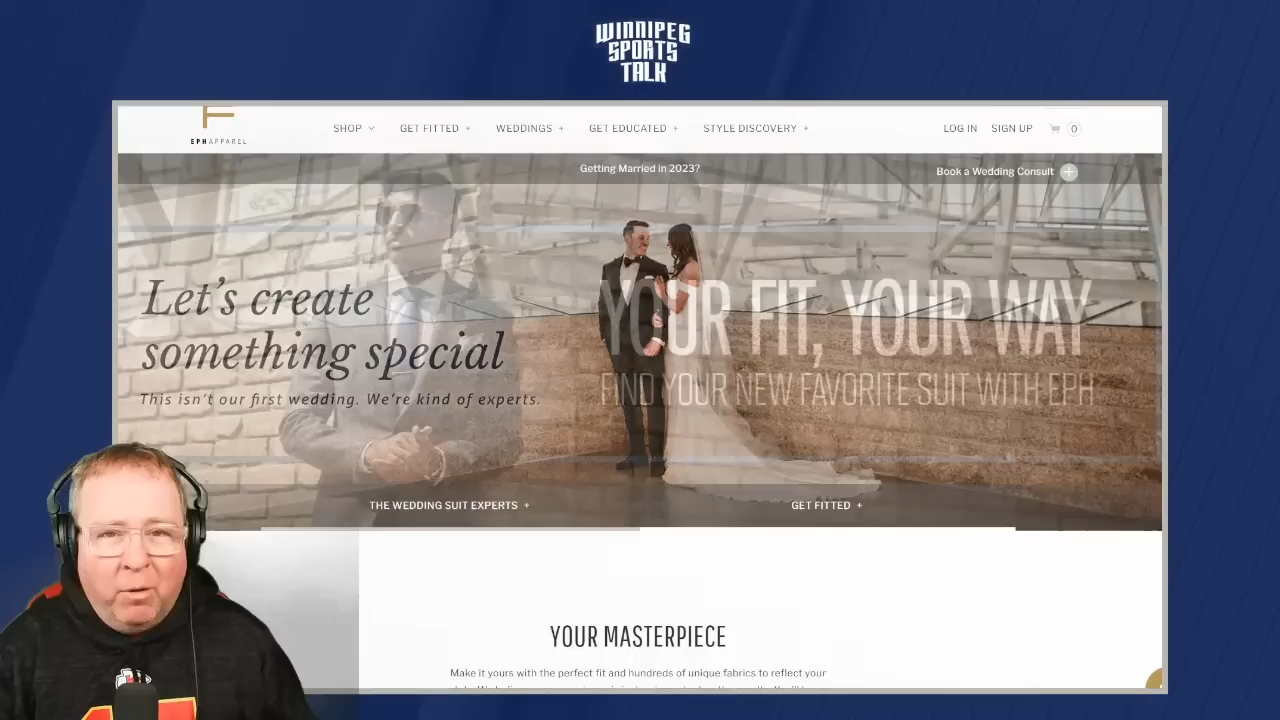 WINNIPEG
SPORTS
TALK
EPHAPPAREL
SHOP
GET FITTED +
WEDDINGS +
GET EDUCATED +
STYLE DISCOVERY +
LOG IN
SIGN UP
0
Getting Married in 2023?
Book a Wedding Consult +
Let's create
something special
This isn't our first wedding. We're kind of experts.
YOUR FIT, YOUR WAY
FIND YOUR NEW FAVORITE SUIT WITH EPH
THE WEDDING SUIT EXPERTS +
GET FITTED +
YOUR MASTERPIECE
Make it yours with the perfect fit and hundreds of unique fabrics to reflect your